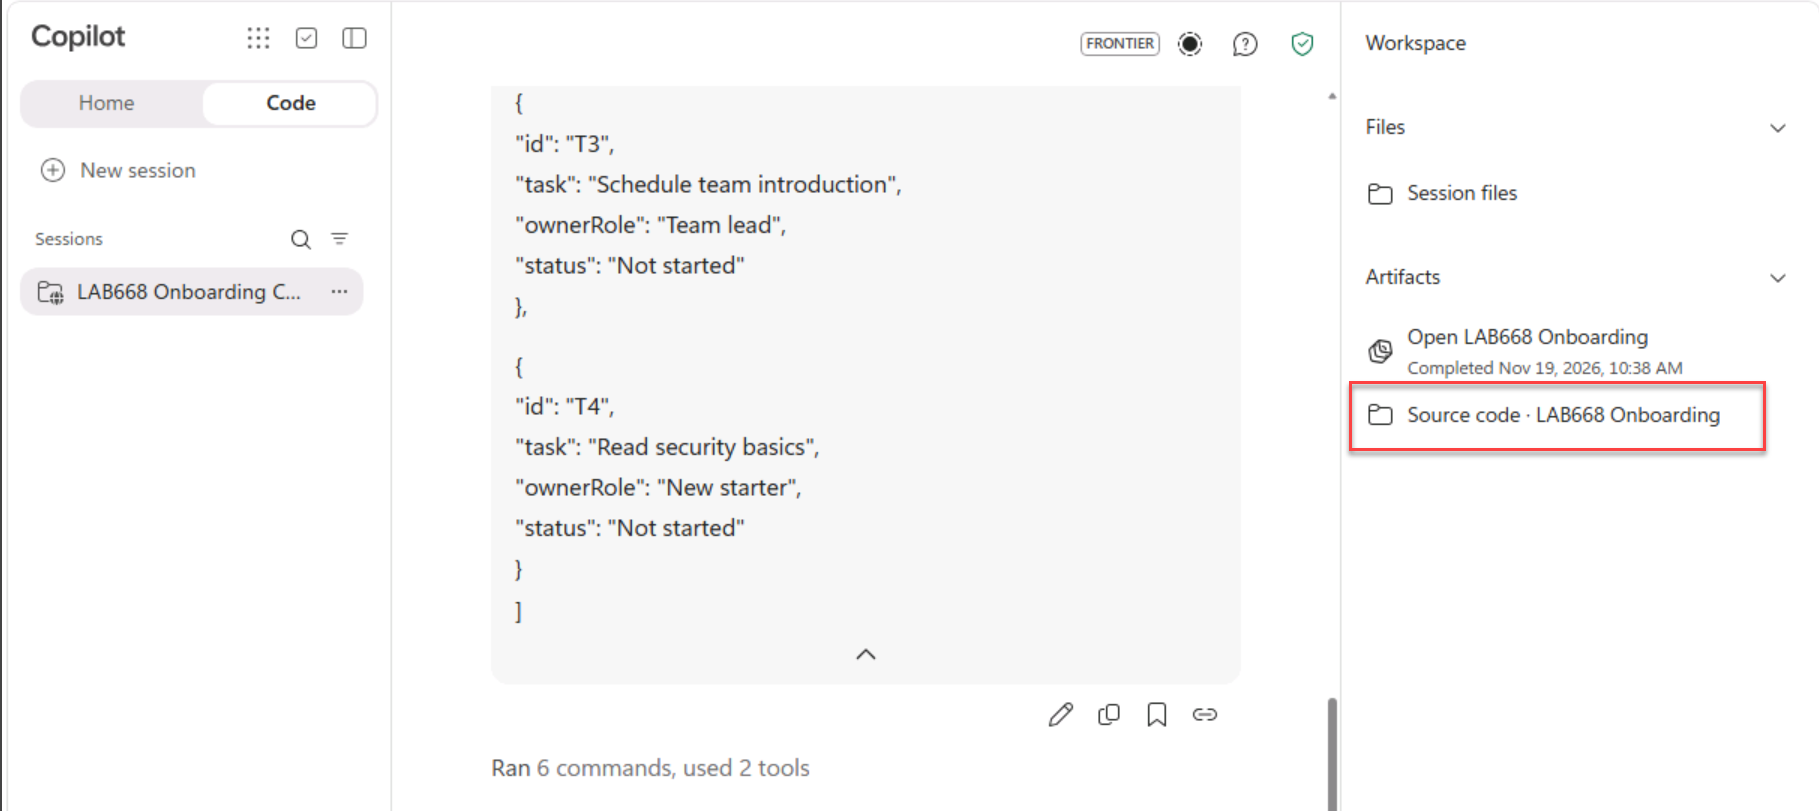 Copilot
Home
Code
New session
Sessions
LAB668 Onboarding C...
FRONTIER
{
"id": "T3",
"task": "Schedule team introduction",
"ownerRole": "Team lead",
"status": "Not started"
},
{
"id": "T4",
"task": "Read security basics",
"ownerRole": "New starter",
"status": "Not started"
}
]
Ran 6 commands, used 2 tools
Workspace
Files
Session files
Artifacts
Open LAB668 Onboarding
Completed Nov 19, 2026, 10:38 AM
Source code · LAB668 Onboarding